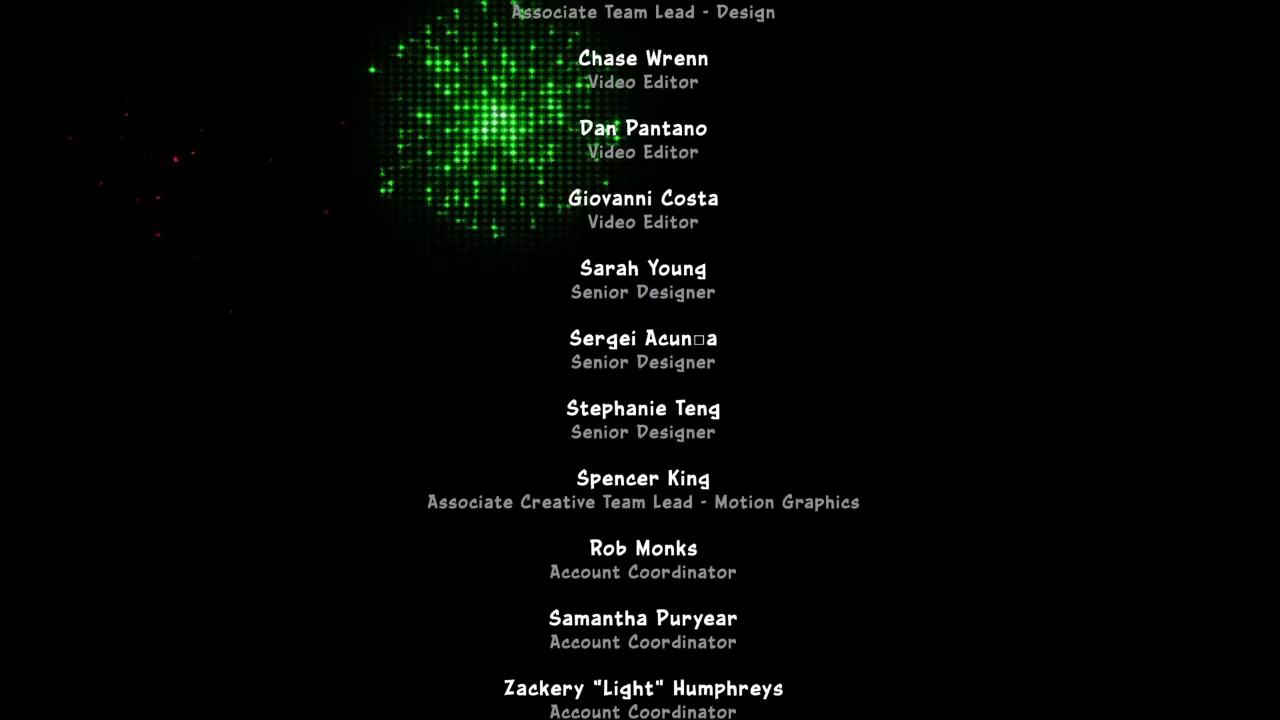 Associate Team Lead - Design
Chase Wrenn
Video Editor
Dan Pantano
Video Editor
Giovanni Costa
Video Editor
Sarah Young
Senior Designer
Sergei Acun□a
Senior Designer
Stephanie Teng
Senior Designer
Spencer King
Associate Creative Team Lead - Motion Graphics
Rob Monks
Account Coordinator
Samantha Puryear
Account Coordinator
Zackery "Light" Humphreys
Account Coordinator